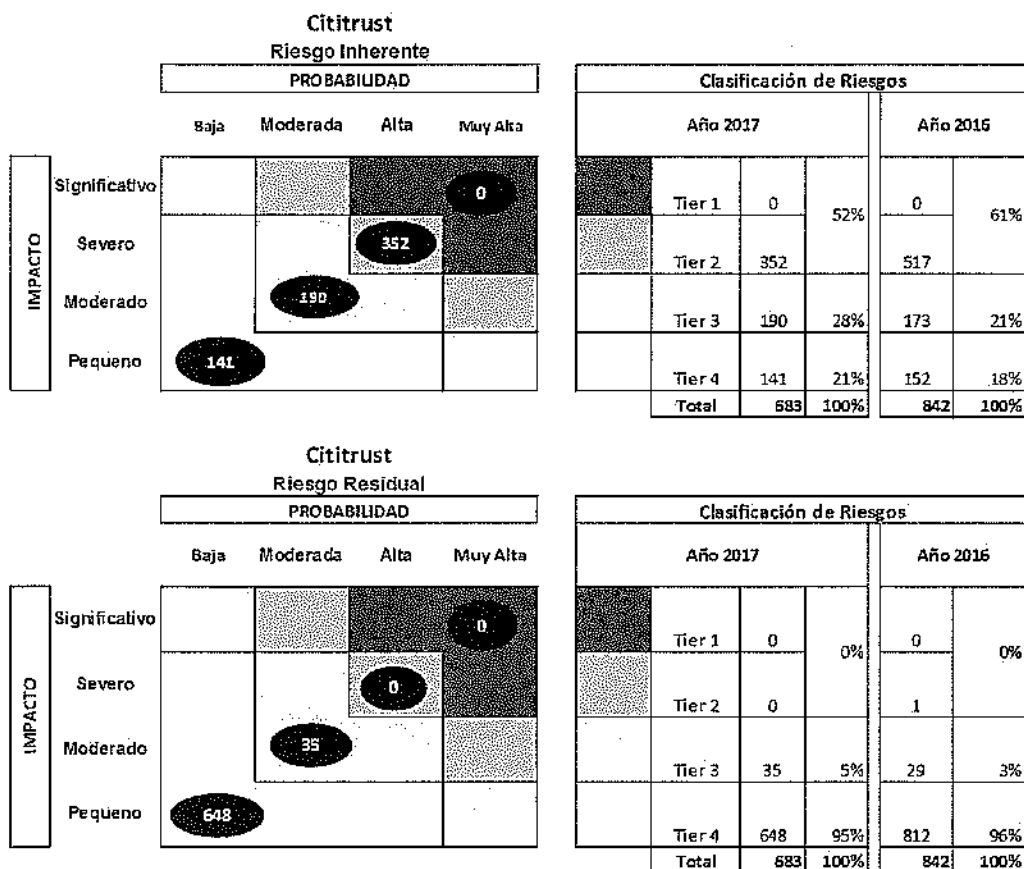 Cititrust
Riesgo Inherente
PROBABILIDAD
Baja Moderada Alta Muy Alta
IMPACTO
Significativo 0
Severo 352
Moderado 190
Pequeno 141
Clasificación de Riesgos
Año 2017 Año 2016
Tier 1 0 52% 0 61%
Tier 2 352 517
Tier 3 190 28% 173 21%
Tier 4 141 21% 152 18%
Total 683 100% 842 100%
Cititrust
Riesgo Residual
PROBABILIDAD
Baja Moderada Alta Muy Alta
IMPACTO
Significativo 0
Severo 0
Moderado 35
Pequeno 648
Clasificación de Riesgos
Año 2017 Año 2016
Tier 1 0 0% 0 0%
Tier 2 0 1
Tier 3 35 5% 29 3%
Tier 4 648 95% 812 96%
Total 683 100% 842 100%